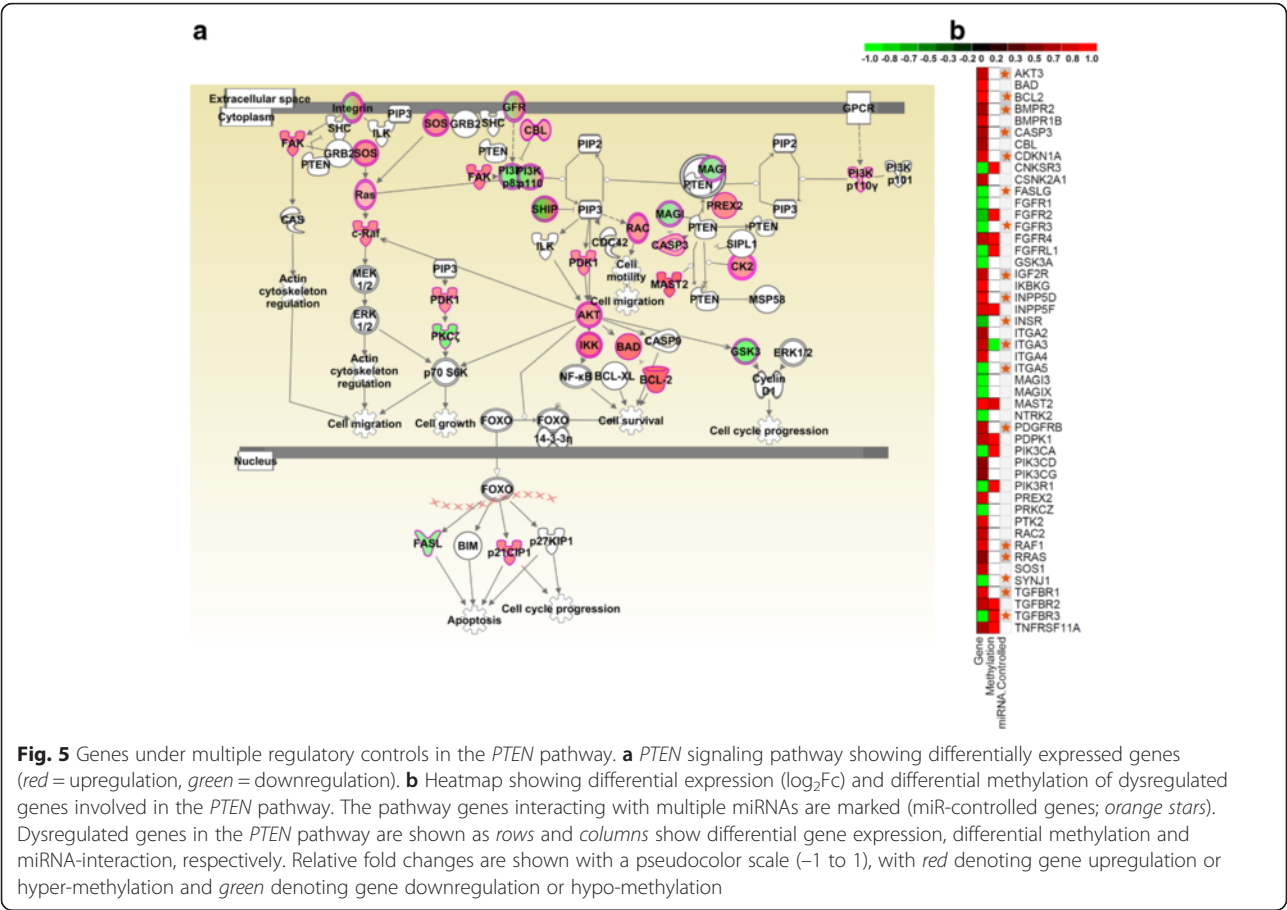 a
b
-1.0 -0.8 -0.7 -0.5 -0.3 -0.2 0 0.2 0.3 0.5 0.7 0.8 1.0
Extracellular space
Cytoplasm
Integrin
SHC
ILK
PIP3
FAK
PTEN
GRB2
SOS
SOS
GRB2
SHC
GFR
CBL
PTEN
FAK
PI3K p110
GPCR
PI3K p110γ
PI3K p101
PIP2
PIP3
PIP2
PIP3
MAGI
PTEN
PREX2
MAGI
PTEN
PTEN
SIPL1
CASP3
CK2
MAST2
PTEN
MSP58
Ras
CAS
c-Raf
MEK 1/2
ERK 1/2
Actin cytoskeleton regulation
Actin cytoskeleton regulation
PIP3
PDK1
PKCζ
p70 S6K
SHIP
ILK
CDC42
RAC
PDK1
Cell motility
Cell migration
AKT
IKK
BAD
CASP9
NF-κB
BCL-XL
BCL-2
GSK3
ERK1/2
Cyclin D1
Cell migration
Cell growth
FOXO
FOXO
14-3-3η
Cell survival
Cell cycle progression
Nucleus
FOXO
FASL
BIM
p21CIP1
p27KIP1
Apoptosis
Cell cycle progression
AKT3
BAD
BCL2
BMPR2
BMPR1B
CASP3
CBL
CDKN1A
CNKSR3
CSNK2A1
FASLG
FGFR1
FGFR2
FGFR3
FGFR4
FGFRL1
GSK3A
IGF2R
IKBKG
INPP5D
INPP5F
INSR
ITGA2
ITGA3
ITGA4
ITGA5
MAGI3
MAGIX
MAST2
NTRK2
PDGFRB
PDPK1
PIK3CA
PIK3CD
PIK3CG
PIK3R1
PREX2
PRKCZ
PTK2
RAC2
RAF1
RRAS
SOS1
SYNJ1
TGFBR1
TGFBR2
TGFBR3
TNFRSF11A
Gene
Methylation
miRNA.Controlled
Fig. 5 Genes under multiple regulatory controls in the PTEN pathway. a PTEN signaling pathway showing differentially expressed genes
(red = upregulation, green = downregulation). b Heatmap showing differential expression (log₂Fc) and differential methylation of dysregulated
genes involved in the PTEN pathway. The pathway genes interacting with multiple miRNAs are marked (miR-controlled genes; orange stars).
Dysregulated genes in the PTEN pathway are shown as rows and columns show differential gene expression, differential methylation and
miRNA-interaction, respectively. Relative fold changes are shown with a pseudocolor scale (–1 to 1), with red denoting gene upregulation or
hyper-methylation and green denoting gene downregulation or hypo-methylation